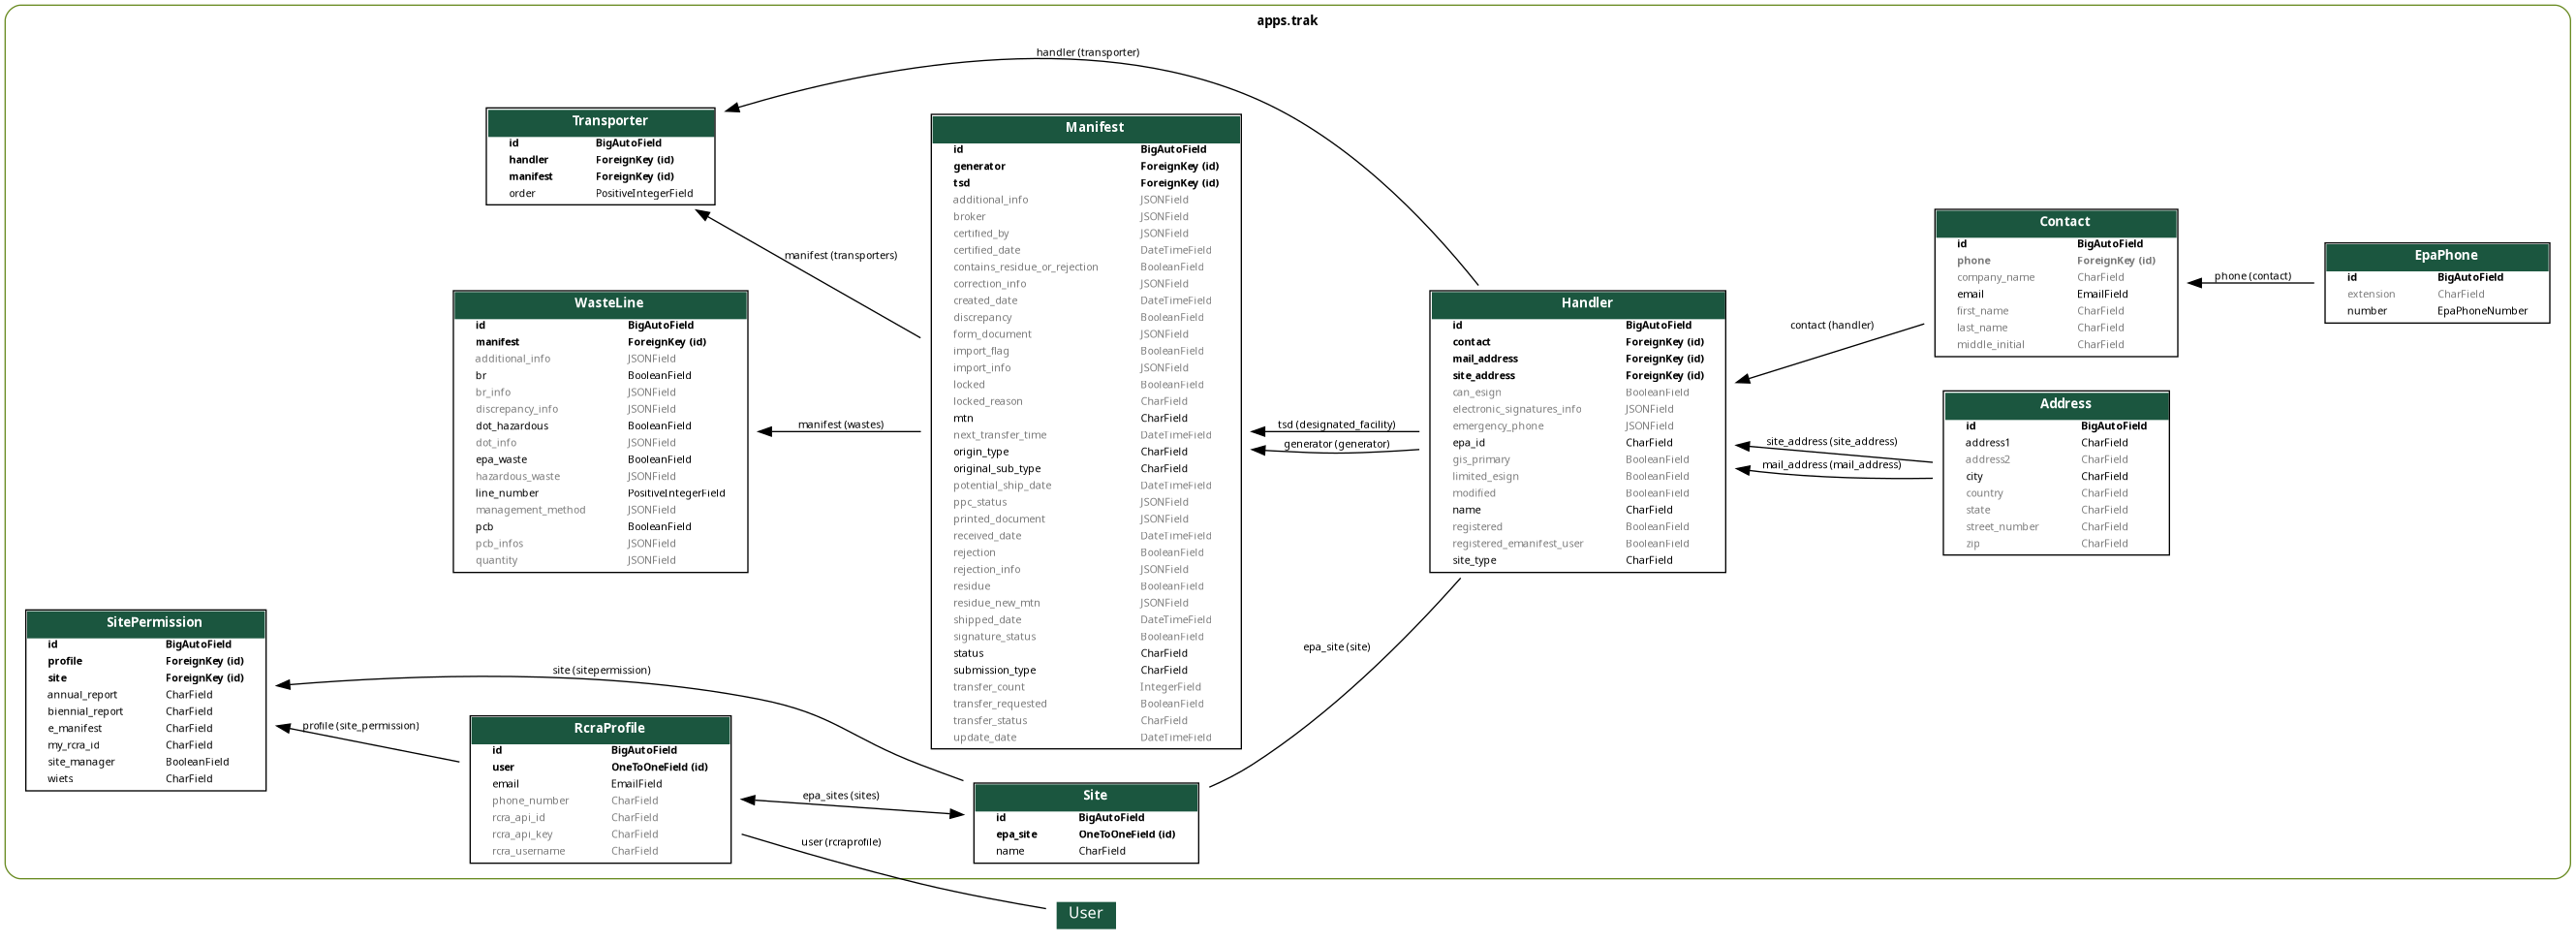 apps.trak
handler (transporter)
Transporter
id BigAutoField
handler ForeignKey (id)
manifest ForeignKey (id)
order PositiveIntegerField
manifest (transporters)
WasteLine
id BigAutoField
manifest ForeignKey (id)
additional_info JSONField
br BooleanField
br_info JSONField
discrepancy_info JSONField
dot_hazardous BooleanField
dot_info JSONField
epa_waste BooleanField
hazardous_waste JSONField
line_number PositiveIntegerField
management_method JSONField
pcb BooleanField
pcb_infos JSONField
quantity JSONField
manifest (wastes)
Manifest
id BigAutoField
generator ForeignKey (id)
tsd ForeignKey (id)
additional_info JSONField
broker JSONField
certified_by JSONField
certified_date DateTimeField
contains_residue_or_rejection BooleanField
correction_info JSONField
created_date DateTimeField
discrepancy BooleanField
form_document JSONField
import_flag BooleanField
import_info JSONField
locked BooleanField
locked_reason CharField
mtn CharField
next_transfer_time DateTimeField
origin_type CharField
original_sub_type CharField
potential_ship_date DateTimeField
ppc_status JSONField
printed_document JSONField
received_date DateTimeField
rejection BooleanField
rejection_info JSONField
residue BooleanField
residue_new_mtn JSONField
shipped_date DateTimeField
signature_status BooleanField
status CharField
submission_type CharField
transfer_count IntegerField
transfer_requested BooleanField
transfer_status CharField
update_date DateTimeField
tsd (designated_facility)
generator (generator)
Handler
id BigAutoField
contact ForeignKey (id)
mail_address ForeignKey (id)
site_address ForeignKey (id)
can_esign BooleanField
electronic_signatures_info JSONField
emergency_phone JSONField
epa_id CharField
gis_primary BooleanField
limited_esign BooleanField
modified BooleanField
name CharField
registered BooleanField
registered_emanifest_user BooleanField
site_type CharField
contact (handler)
site_address (site_address)
mail_address (mail_address)
Contact
id BigAutoField
phone ForeignKey (id)
company_name CharField
email EmailField
first_name CharField
last_name CharField
middle_initial CharField
phone (contact)
EpaPhone
id BigAutoField
extension CharField
number EpaPhoneNumber
Address
id BigAutoField
address1 CharField
address2 CharField
city CharField
country CharField
state CharField
street_number CharField
zip CharField
SitePermission
id BigAutoField
profile ForeignKey (id)
site ForeignKey (id)
annual_report CharField
biennial_report CharField
e_manifest CharField
my_rcra_id CharField
site_manager BooleanField
wiets CharField
site (sitepermission)
profile (site_permission)
RcraProfile
id BigAutoField
user OneToOneField (id)
email EmailField
phone_number CharField
rcra_api_id CharField
rcra_api_key CharField
rcra_username CharField
epa_sites (sites)
user (rcraprofile)
epa_site (site)
Site
id BigAutoField
epa_site OneToOneField (id)
name CharField
User